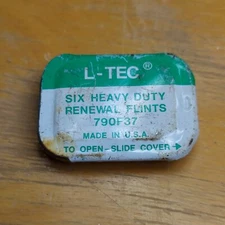 L-TEC®
SIX HEAVY DUTY
RENEWAL FLINTS
790F37
MADE IN U.S.A.
TO OPEN-SLIDE COVER→